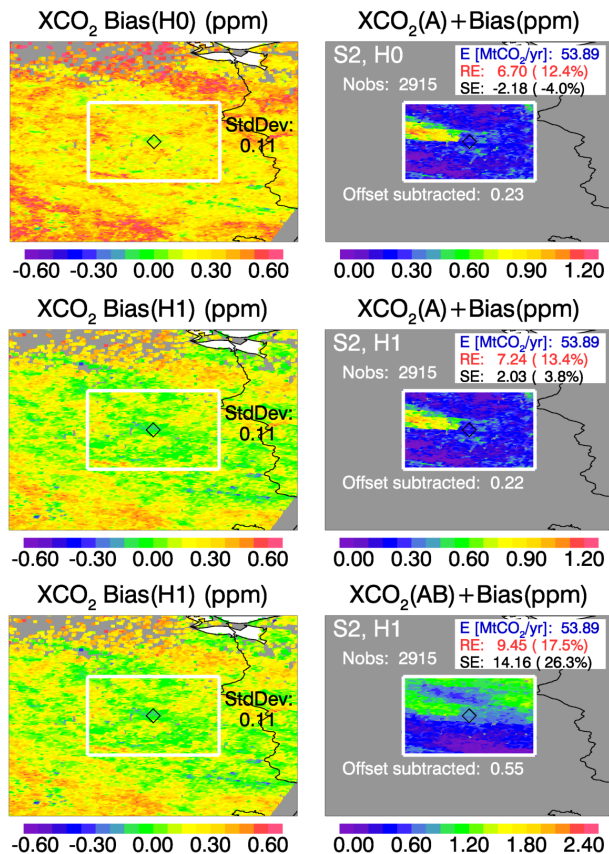 XCO₂ Bias(H0) (ppm)
StdDev:
0.11
-0.60 -0.30 0.00 0.30 0.60
XCO₂(A)+Bias(ppm)
S2, H0
Nobs: 2915
E [MtCO₂/yr]: 53.89
RE: 6.70 ( 12.4%)
SE: -2.18 ( -4.0%)
Offset subtracted: 0.23
0.00 0.30 0.60 0.90 1.20
XCO₂ Bias(H1) (ppm)
StdDev:
0.11
-0.60 -0.30 0.00 0.30 0.60
XCO₂(A)+Bias(ppm)
S2, H1
Nobs: 2915
E [MtCO₂/yr]: 53.89
RE: 7.24 ( 13.4%)
SE: 2.03 ( 3.8%)
Offset subtracted: 0.22
0.00 0.30 0.60 0.90 1.20
XCO₂ Bias(H1) (ppm)
StdDev:
0.11
-0.60 -0.30 0.00 0.30 0.60
XCO₂(AB)+Bias(ppm)
S2, H1
Nobs: 2915
E [MtCO₂/yr]: 53.89
RE: 9.45 ( 17.5%)
SE: 14.16 ( 26.3%)
Offset subtracted: 0.55
0.00 0.60 1.20 1.80 2.40